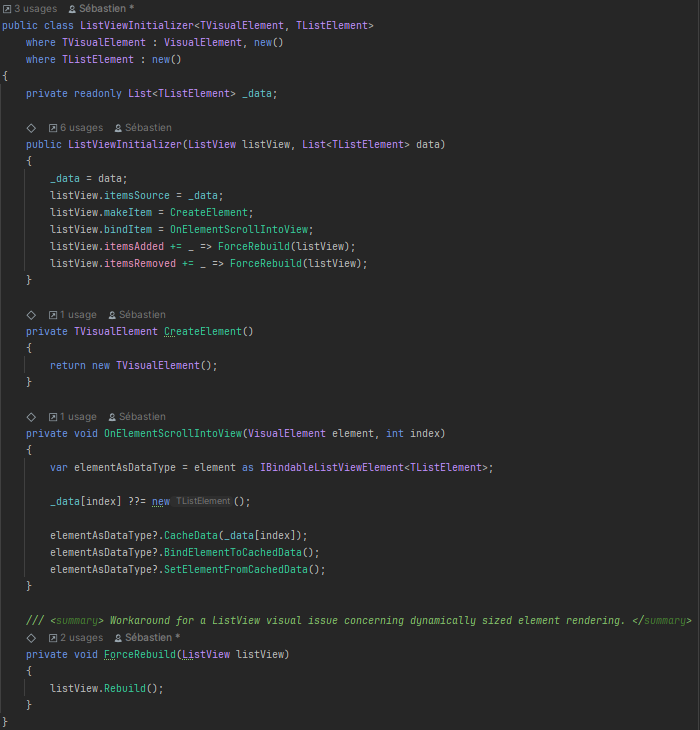 3 usages Sébastien *
public class ListViewInitializer<TVisualElement, TListElement>
    where TVisualElement : VisualElement, new()
    where TListElement : new()
{
    private readonly List<TListElement> _data;
    6 usages Sébastien
    public ListViewInitializer(ListView listView, List<TListElement> data)
    {
        _data = data;
        listView.itemsSource = _data;
        listView.makeItem = CreateElement;
        listView.bindItem = OnElementScrollIntoView;
        listView.itemsAdded += _ => ForceRebuild(listView);
        listView.itemsRemoved += _ => ForceRebuild(listView);
    }
    1 usage Sébastien
    private TVisualElement CreateElement()
    {
        return new TVisualElement();
    }
    1 usage Sébastien
    private void OnElementScrollIntoView(VisualElement element, int index)
    {
        var elementAsDataType = element as IBindableListViewElement<TListElement>;
        _data[index] ??= new TListElement ();
        elementAsDataType?.CacheData(_data[index]);
        elementAsDataType?.BindElementToCachedData();
        elementAsDataType?.SetElementFromCachedData();
    }
    /// <summary> Workaround for a ListView visual issue concerning dynamically sized element rendering. </summary>
    2 usages Sébastien *
    private void ForceRebuild(ListView listView)
    {
        listView.Rebuild();
    }
}